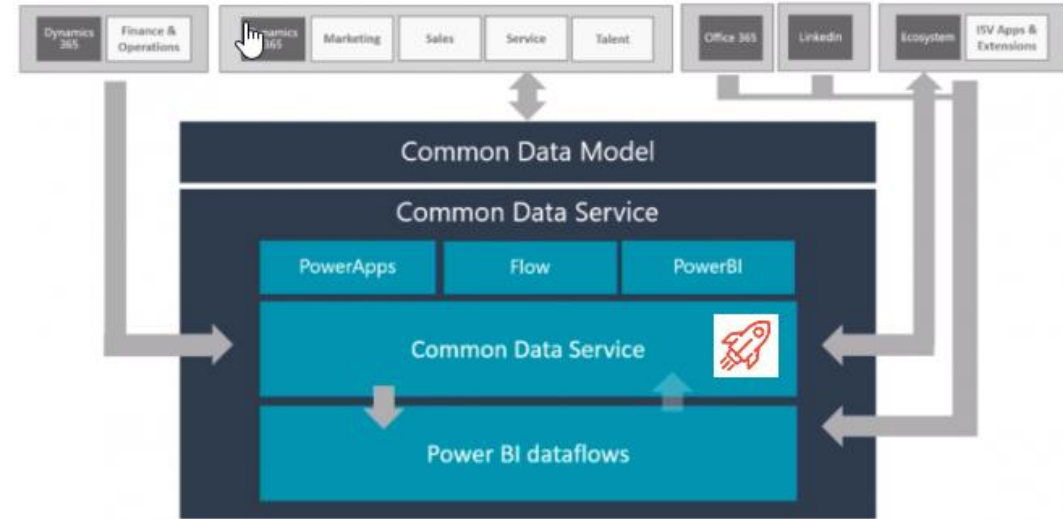 Dynamics
365
Finance &
Operations
365
Marketing
Sales
Service
Talent
Office 365
LinkedIn
Ecosystem
ISV Apps &
Extensions
Common Data Model
Common Data Service
PowerApps
Flow
PowerBI
Common Data Service
Power BI dataflows